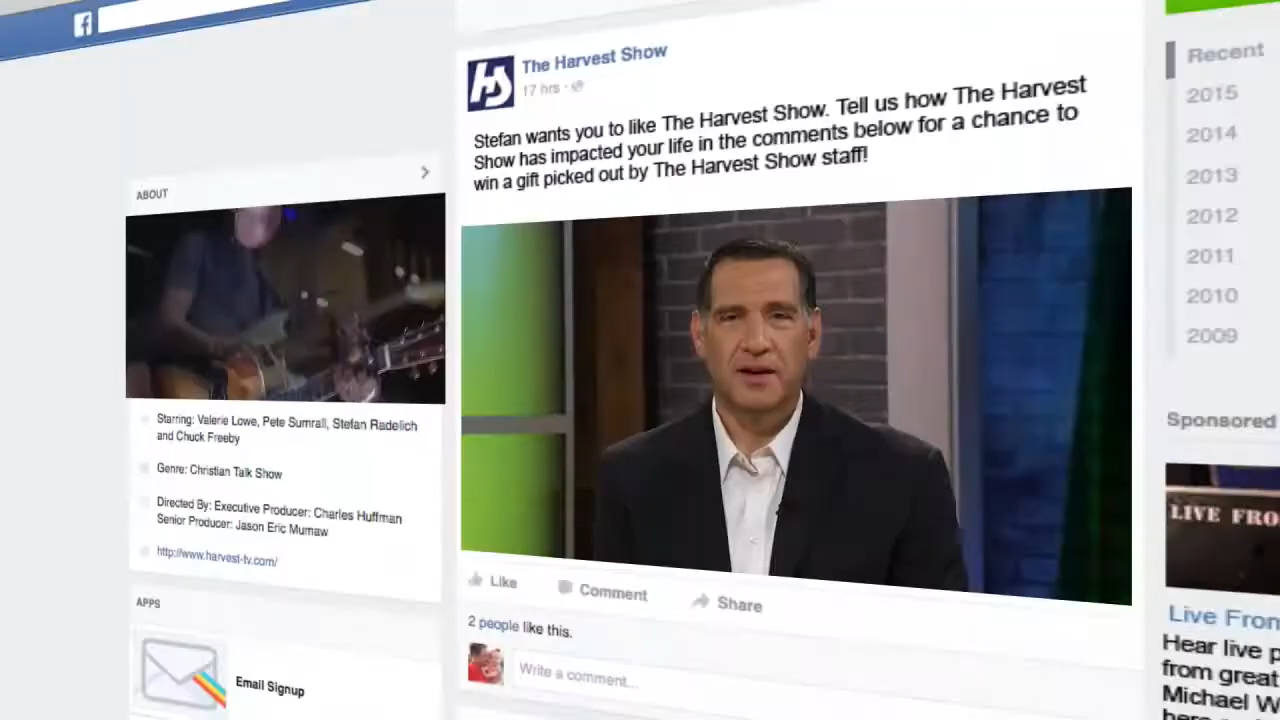 The Harvest Show
17 hrs
Stefan wants you to like The Harvest Show. Tell us how The Harvest
Show has impacted your life in the comments below for a chance to
win a gift picked out by The Harvest Show staff!
Like
Comment
Share
2 people like this.
Write a comment...
ABOUT
Starring: Valerie Lowe, Pete Sumrall, Stefan Radelich
and Chuck Freeby
Genre: Christian Talk Show
Directed By: Executive Producer: Charles Huffman
Senior Producer: Jason Eric Mumaw
http://www.harvest-tv.com/
APPS
Email Signup
Recent
2015
2014
2013
2012
2011
2010
2009
Sponsored
LIVE FRO
Live From
Hear live p
from great
Michael W